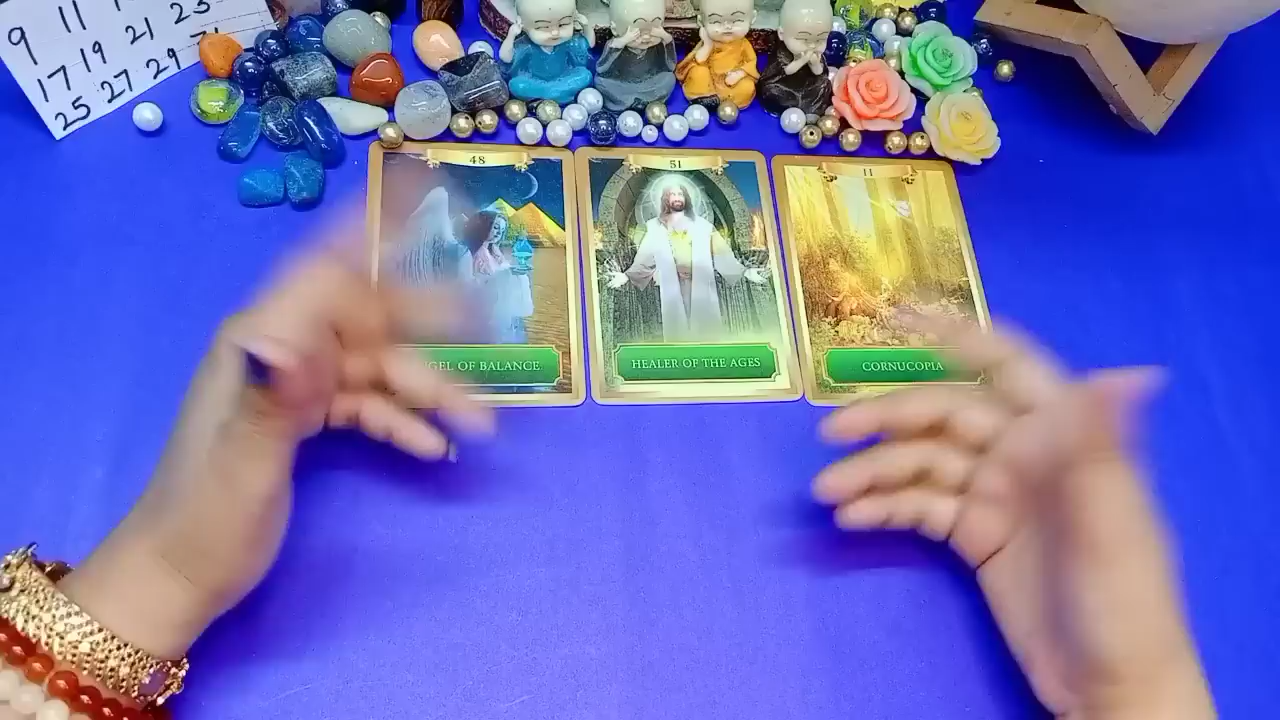 9 11
17 19 21 23
25 27 29
48
51
11
GEL OF BALANCE
HEALER OF THE AGES
CORNUCOPIA